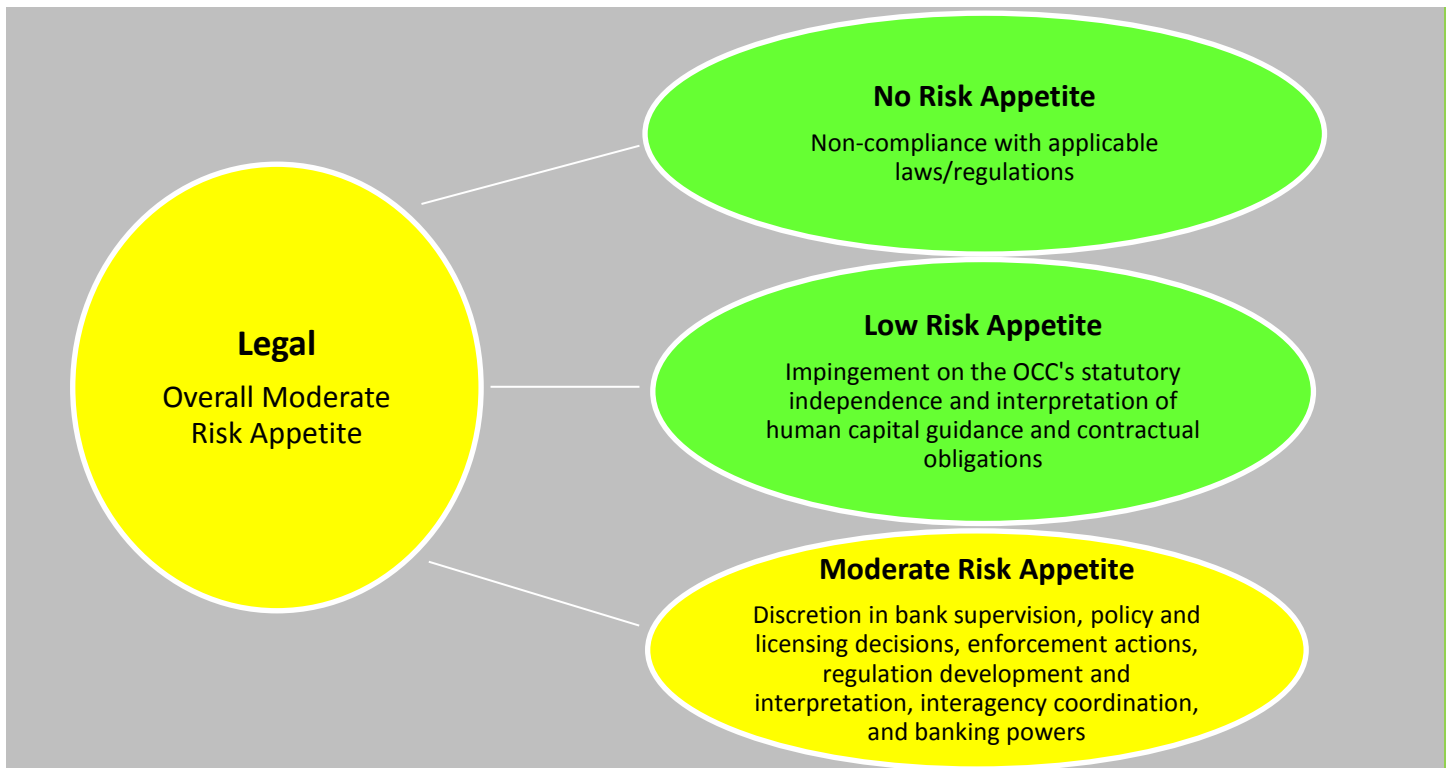 Legal
Overall Moderate
Risk Appetite
No Risk Appetite
Non-compliance with applicable
laws/regulations
Low Risk Appetite
Impingement on the OCC's statutory
independence and interpretation of
human capital guidance and contractual
obligations
Moderate Risk Appetite
Discretion in bank supervision, policy and
licensing decisions, enforcement actions,
regulation development and
interpretation, interagency coordination,
and banking powers